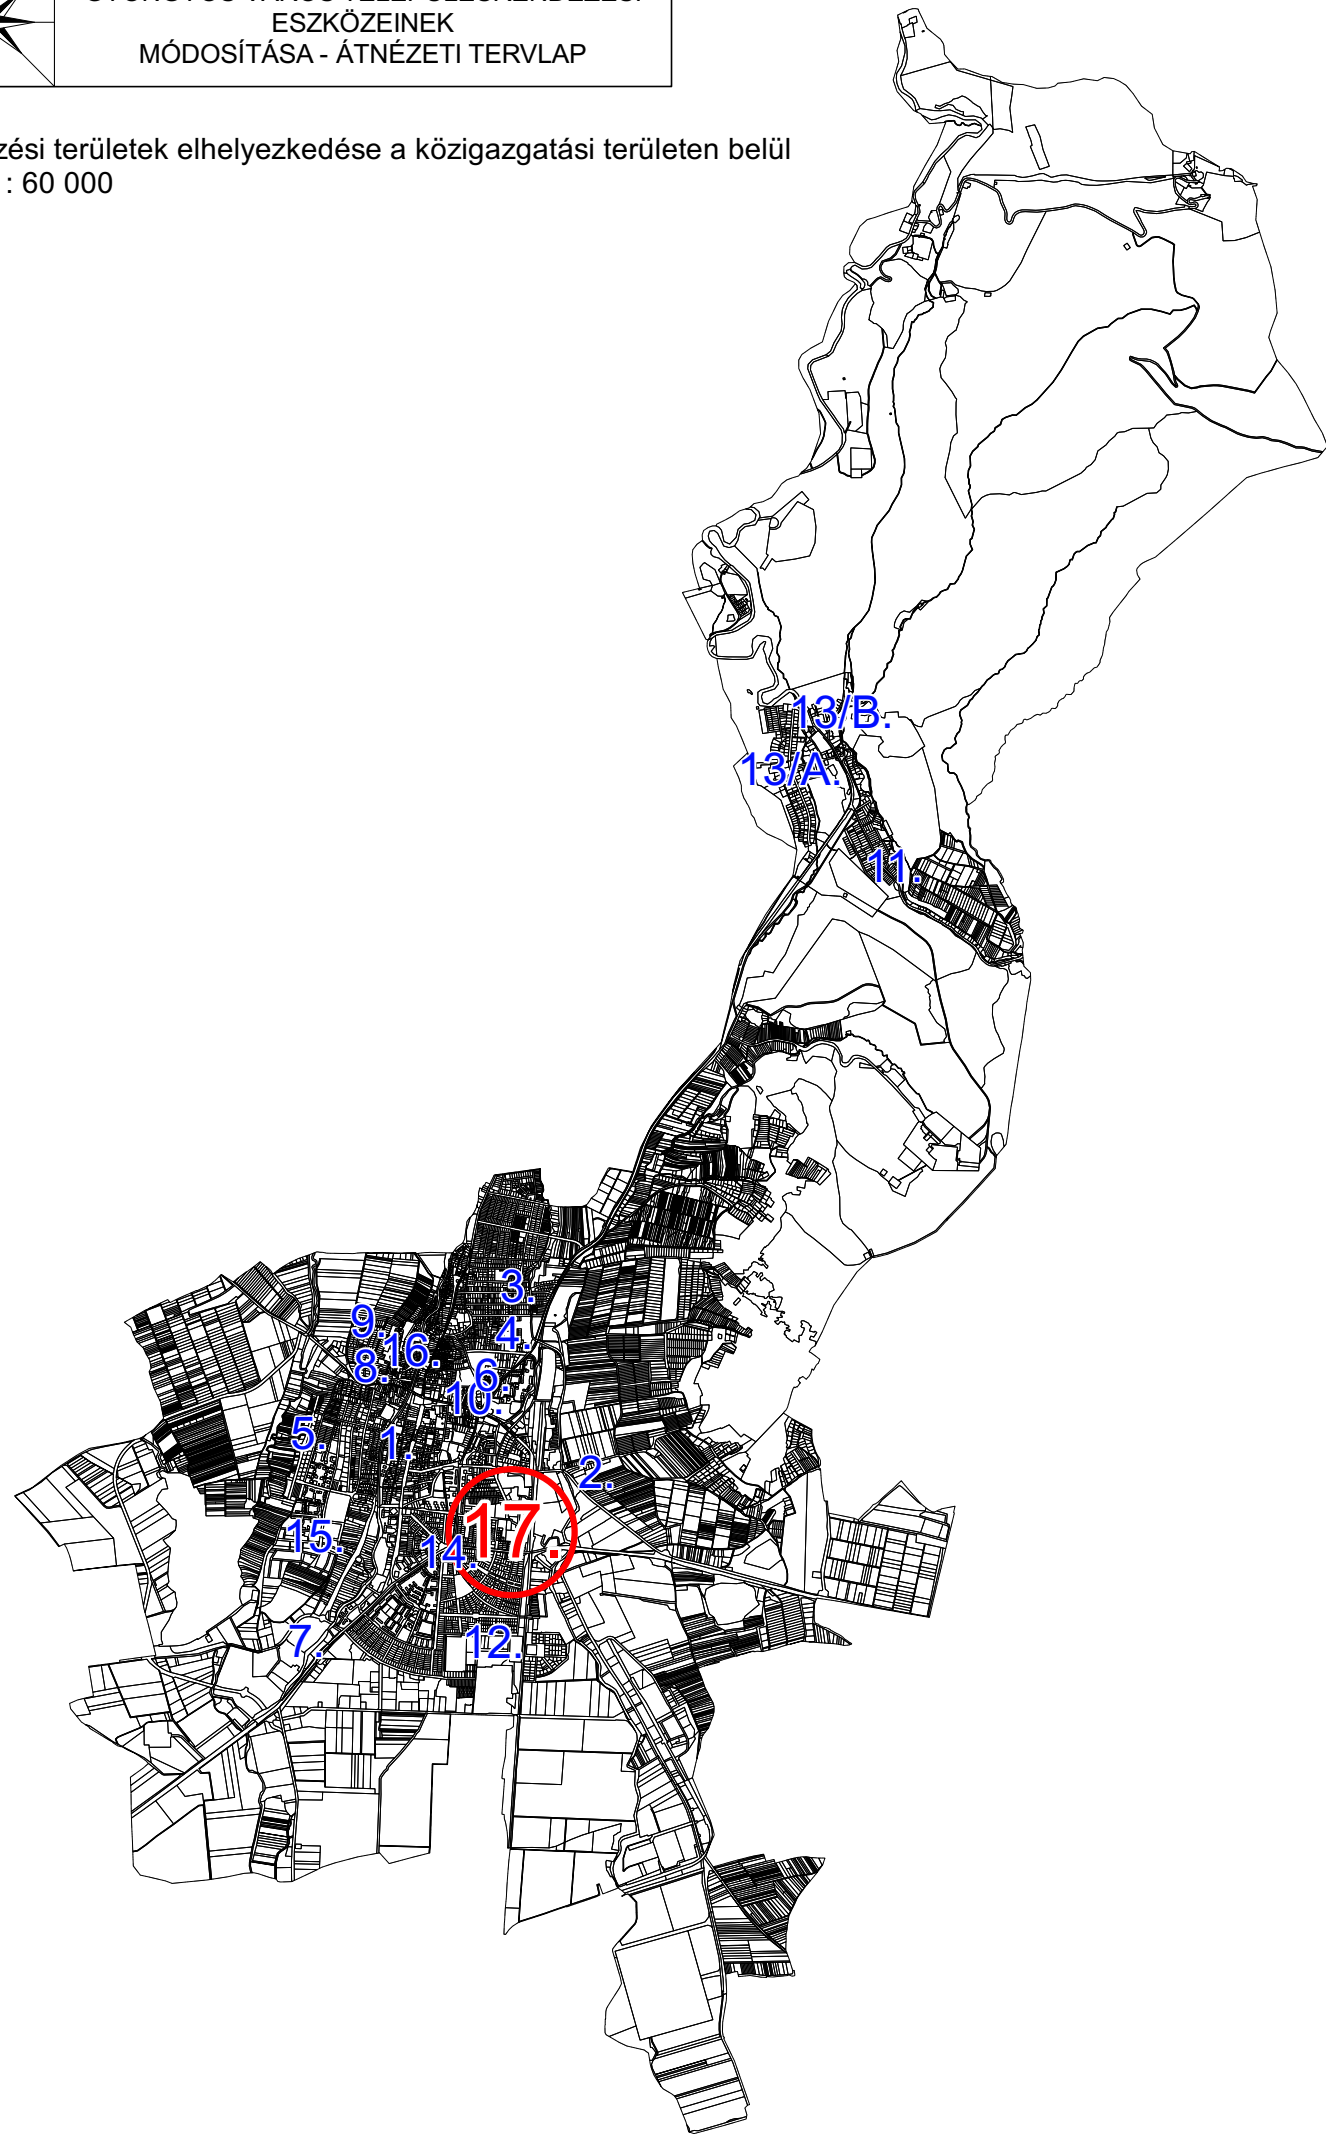 ESZKÖZEINEK
MÓDOSÍTÁSA - ÁTNÉZETI TERVLAP
zési területek elhelyezkedése a közigazgatási területen belül
: 60 000
13/B.
13/A.
11.
3.
9.
4.
16.
8.
6.
10.
5.
1.
2.
17.
15.
14.
7.
12.